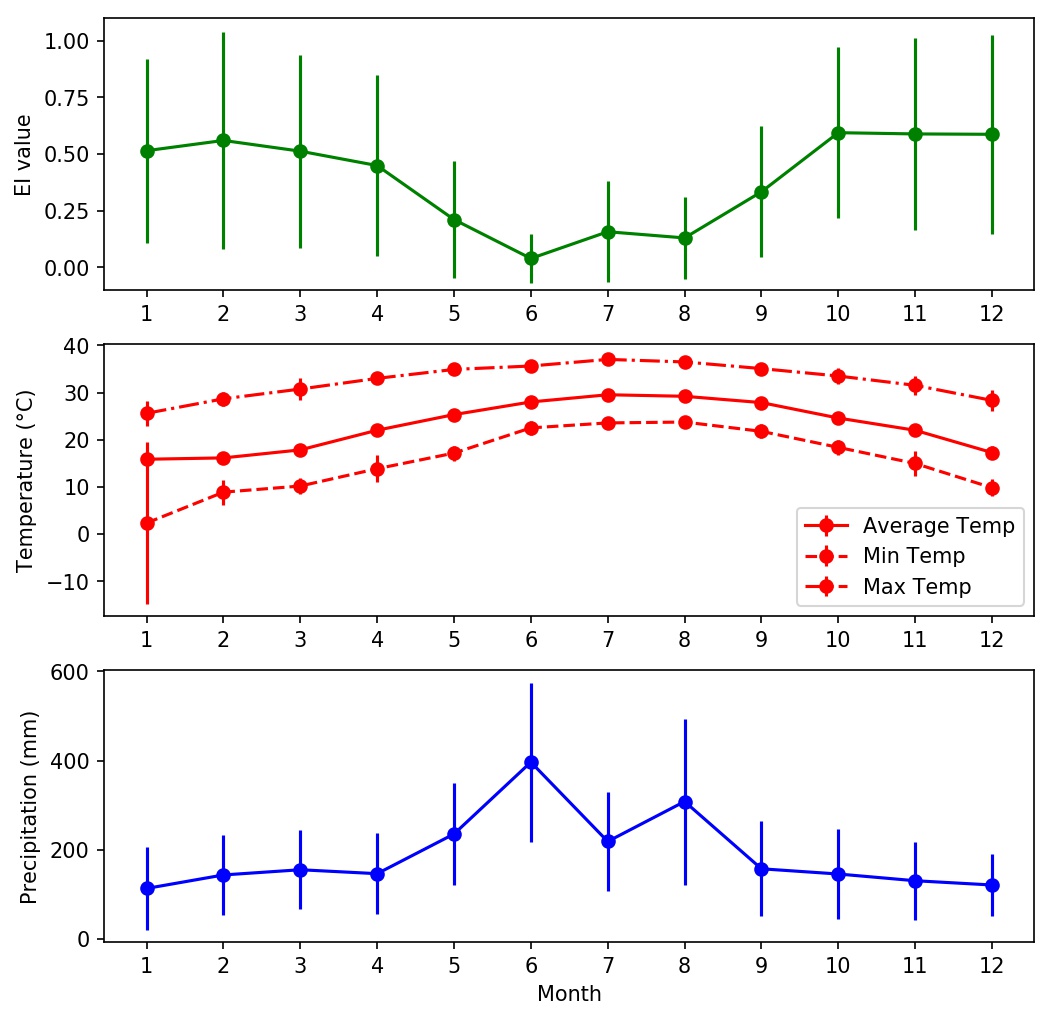 1.00
0.75
0.50
0.25
0.00
EI value
1 2 3 4 5 6 7 8 9 10 11 12
40
30
20
10
0
−10
Temperature (°C)
Average Temp
Min Temp
Max Temp
1 2 3 4 5 6 7 8 9 10 11 12
600
400
200
0
Precipitation (mm)
1 2 3 4 5 6 7 8 9 10 11 12
Month